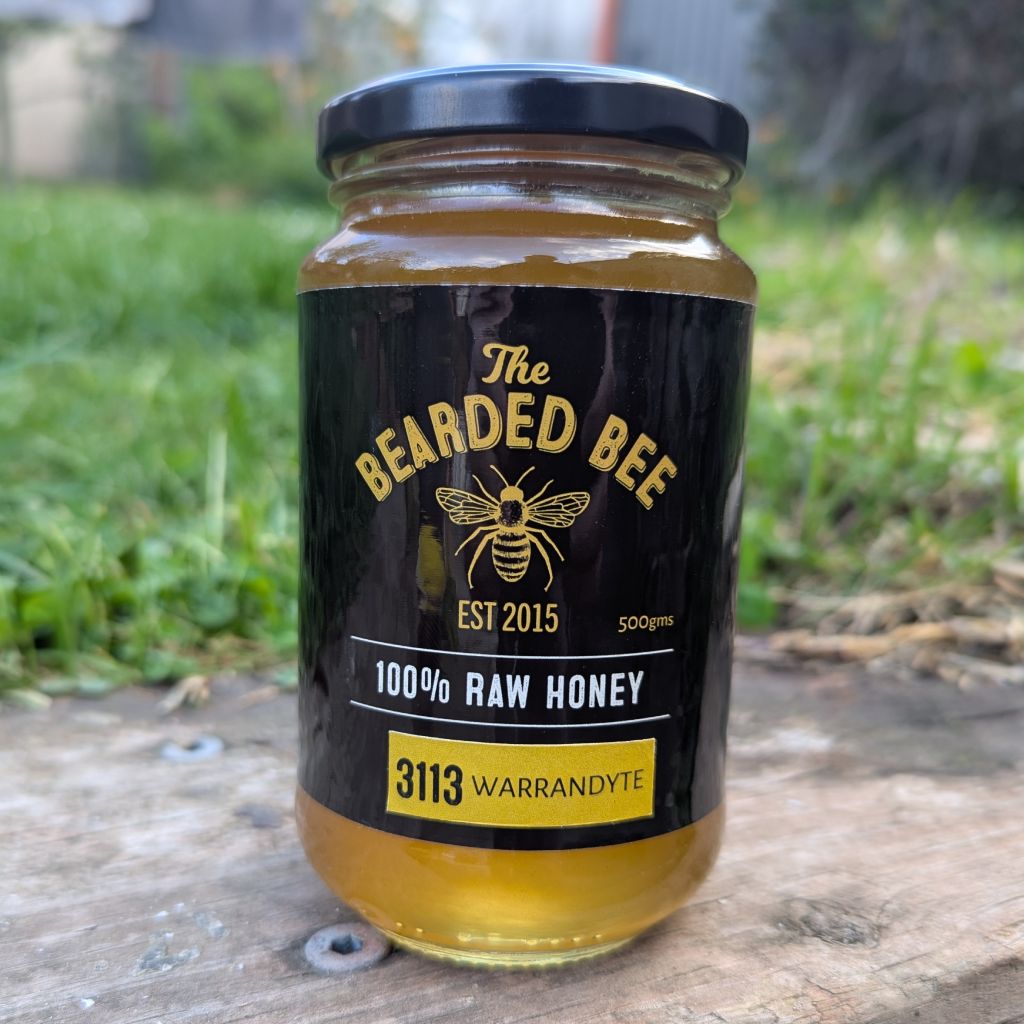 The
BEARDED BEE
EST 2015
500gms
100% RAW HONEY
3113 WARRANDYTE